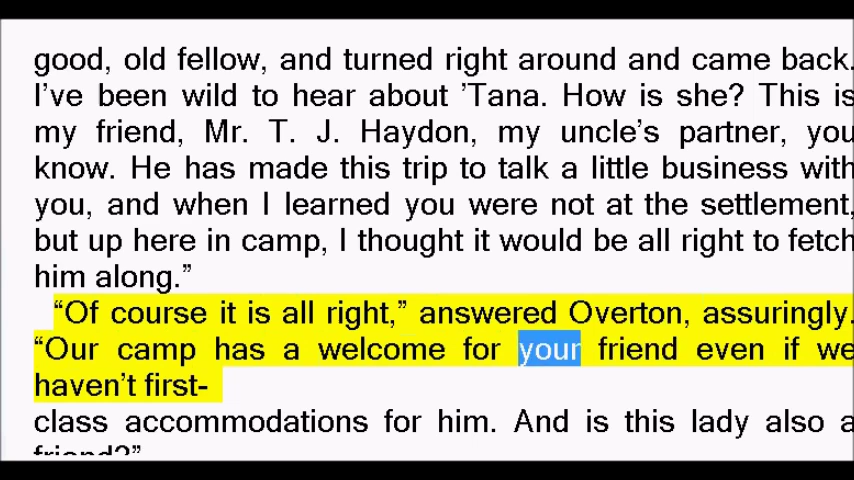 good, old fellow, and turned right around and came back.
I’ve been wild to hear about ’Tana. How is she? This is
my friend, Mr. T. J. Haydon, my uncle’s partner, you
know. He has made this trip to talk a little business with
you, and when I learned you were not at the settlement,
but up here in camp, I thought it would be all right to fetch
him along.”
“Of course it is all right,” answered Overton, assuringly.
“Our camp has a welcome for your friend even if we
haven’t first-
class accommodations for him. And is this lady also a
friend?”